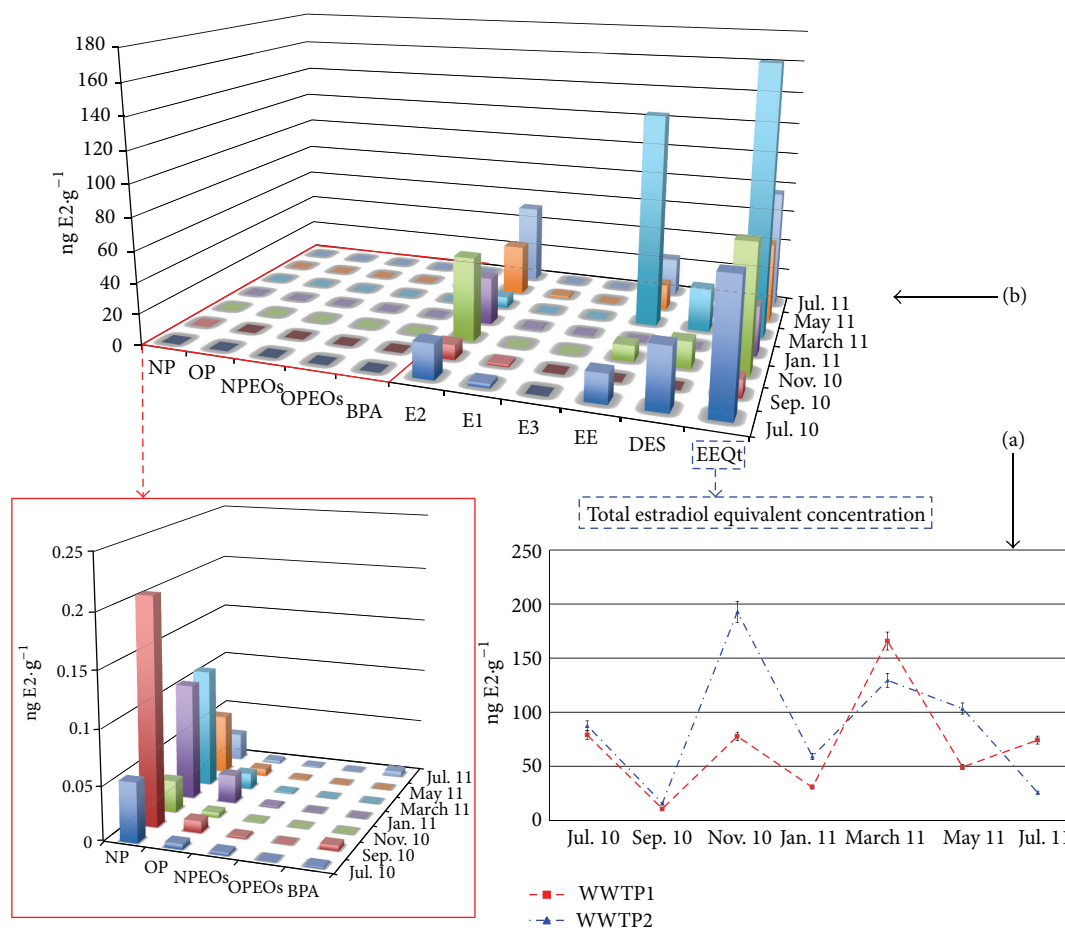 180
160
140
120
100
80
60
40
20
0
ng E2·g⁻¹
NP
OP
NPEOs
OPEOs
BPA
E2
E1
E3
EE
DES
EEQt
Jul. 11
May 11
March 11
Jan. 11
Nov. 10
Sep. 10
Jul. 10
(b)
(a)
Total estradiol equivalent concentration
0.25
0.2
0.15
0.1
0.05
0
ng E2·g⁻¹
NP
OP
NPEOs
OPEOs
BPA
Jul. 11
May 11
March 11
Jan. 11
Nov. 10
Sep. 10
Jul. 10
250
200
150
100
50
0
ng E2·g⁻¹
Jul. 10 Sep. 10 Nov. 10 Jan. 11 March 11 May 11 Jul. 11
WWTP1
WWTP2